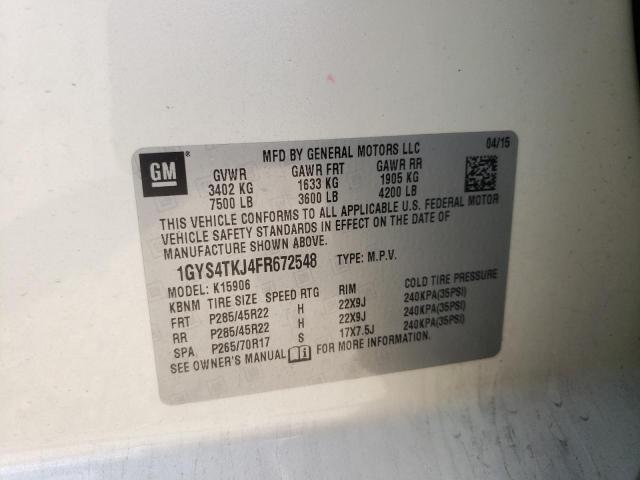 GM ®
MFD BY GENERAL MOTORS LLC 04/15
GVWR GAWR FRT GAWR RR
3402 KG 1633 KG 1905 KG
7500 LB 3600 LB 4200 LB
THIS VEHICLE CONFORMS TO ALL APPLICABLE U.S. FEDERAL MOTOR
VEHICLE SAFETY STANDARDS IN EFFECT ON THE DATE OF
MANUFACTURE SHOWN ABOVE.
1GYS4TKJ4FR672548 TYPE: M.P.V.
MODEL: K15906
KBNM TIRE SIZE SPEED RTG RIM COLD TIRE PRESSURE
FRT P285/45R22 H 22X9J 240KPA(35PSI)
RR P285/45R22 H 22X9J 240KPA(35PSI)
SPA P265/70R17 S 17X7.5J 240KPA(35PSI)
SEE OWNER'S MANUAL FOR MORE INFORMATION.